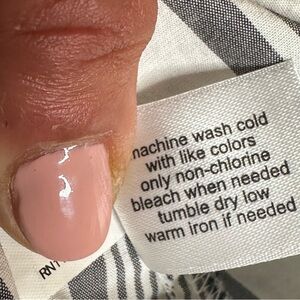 machine wash cold
with like colors
only non-chlorine
bleach when needed
tumble dry low
warm iron if needed
RN